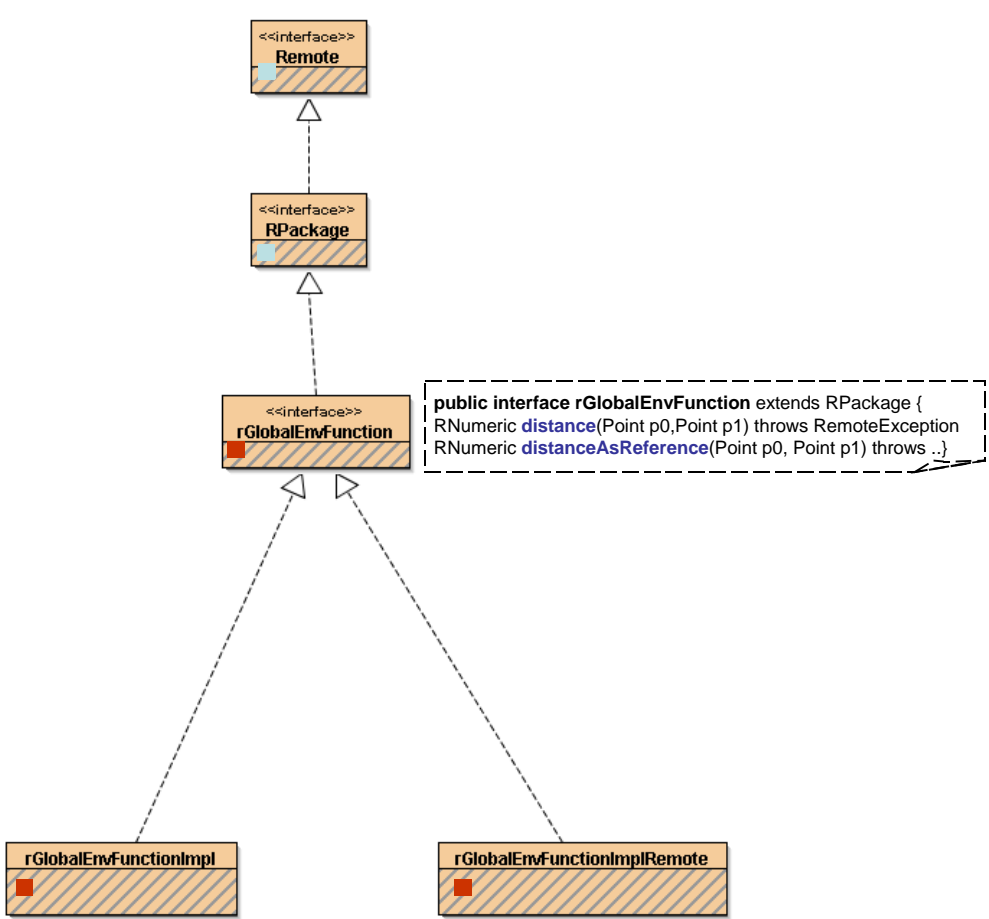 <<interface>>
Remote
<<interface>>
RPackage
<<interface>>
rGlobalEnvFunction
public interface rGlobalEnvFunction extends RPackage {
RNumeric distance(Point p0,Point p1) throws RemoteException
RNumeric distanceAsReference(Point p0, Point p1) throws ..}
rGlobalEnvFunctionImpl
rGlobalEnvFunctionImplRemote